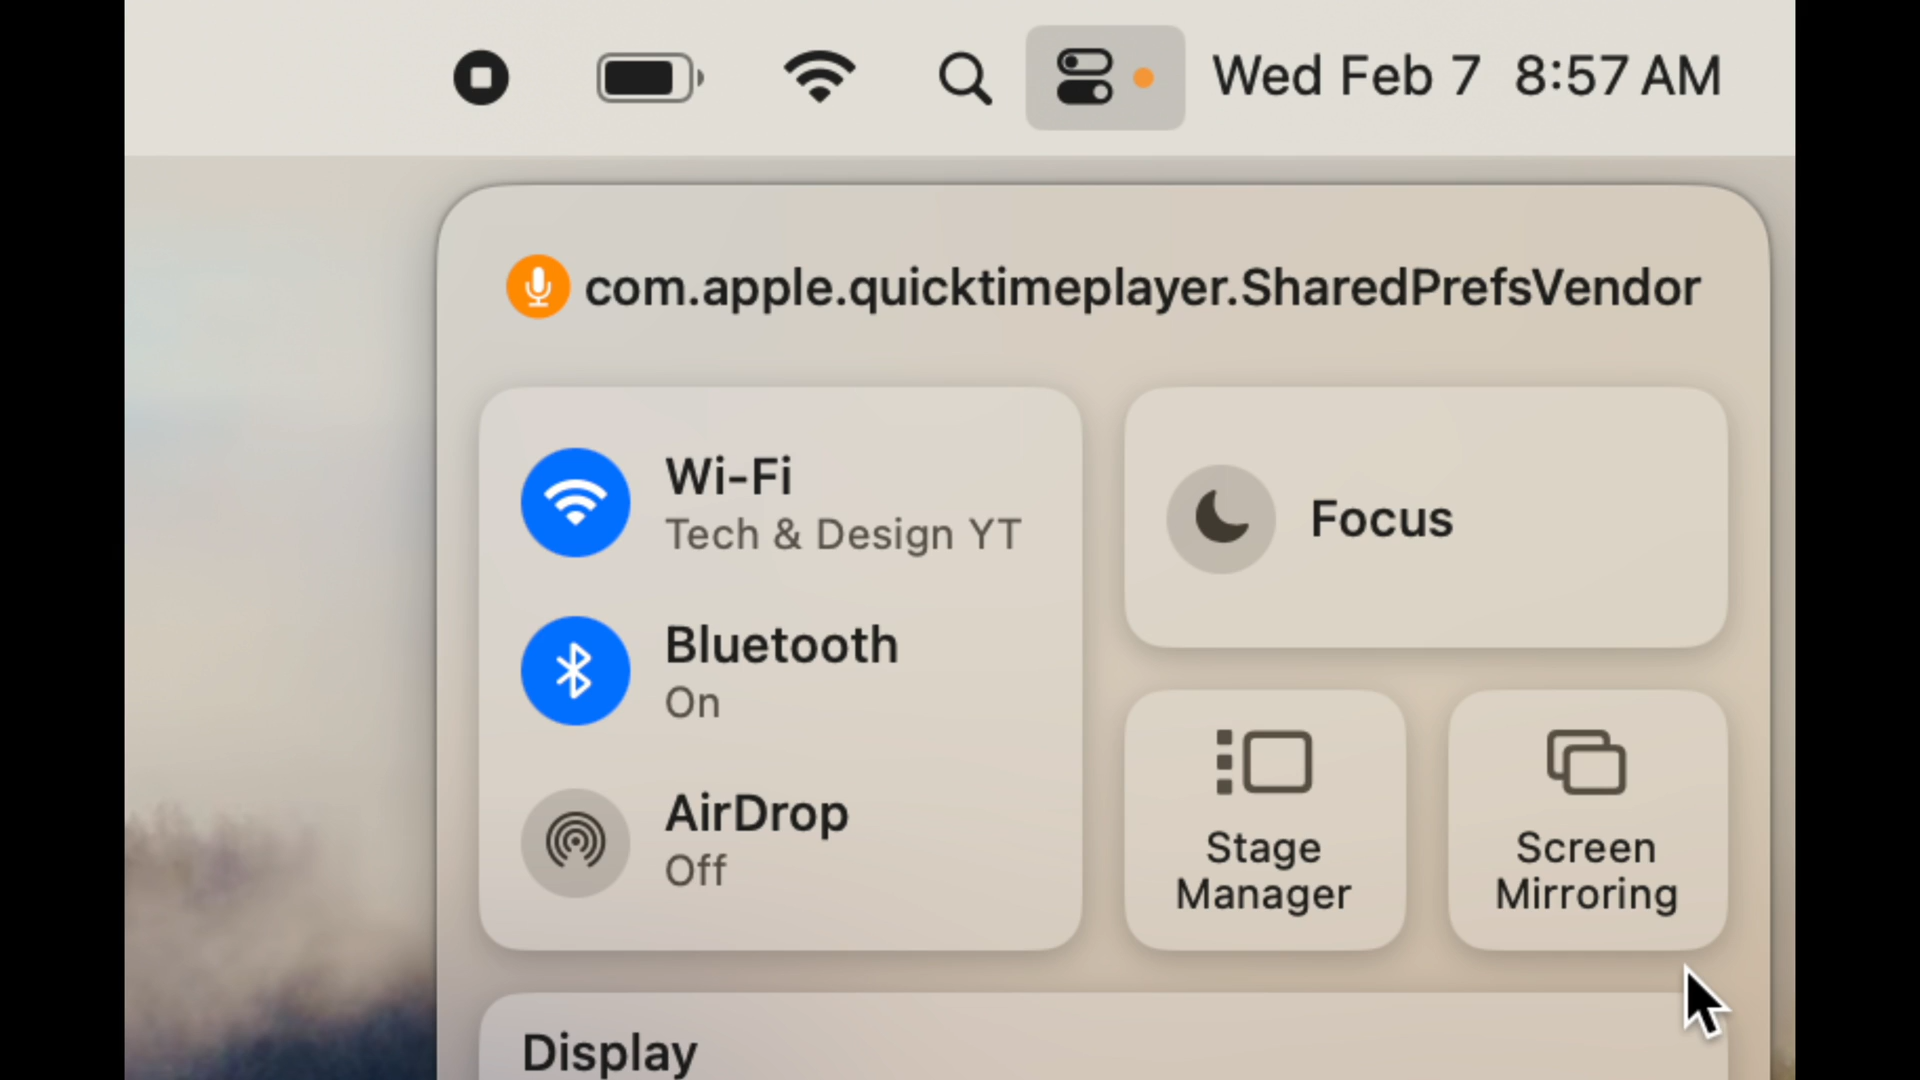 Wed Feb 7 8:57 AM
com.apple.quicktimeplayer.SharedPrefsVendor
Wi-Fi
Tech & Design YT
Bluetooth
On
AirDrop
Off
Focus
Stage
Manager
Screen
Mirroring
Display